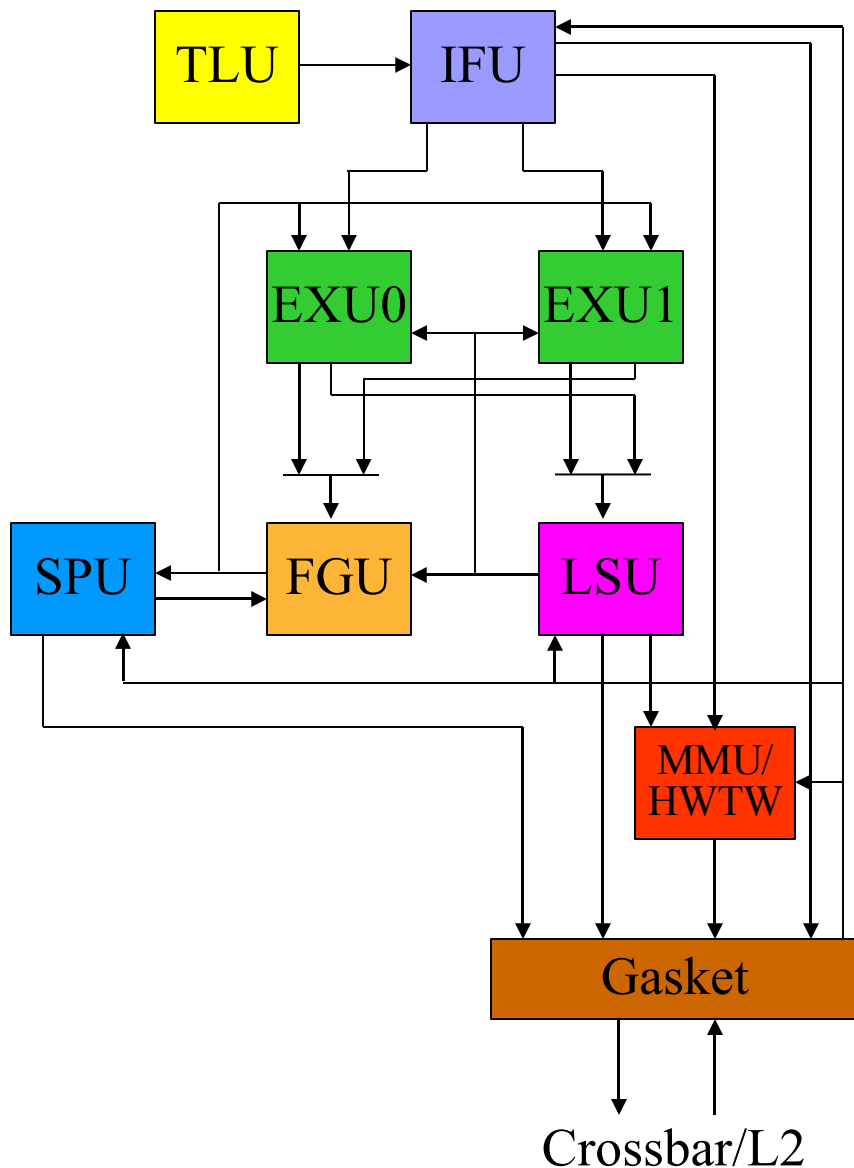 TLU
IFU
EXU0
EXU1
SPU
FGU
LSU
MMU/
HWTW
Gasket
Crossbar/L2